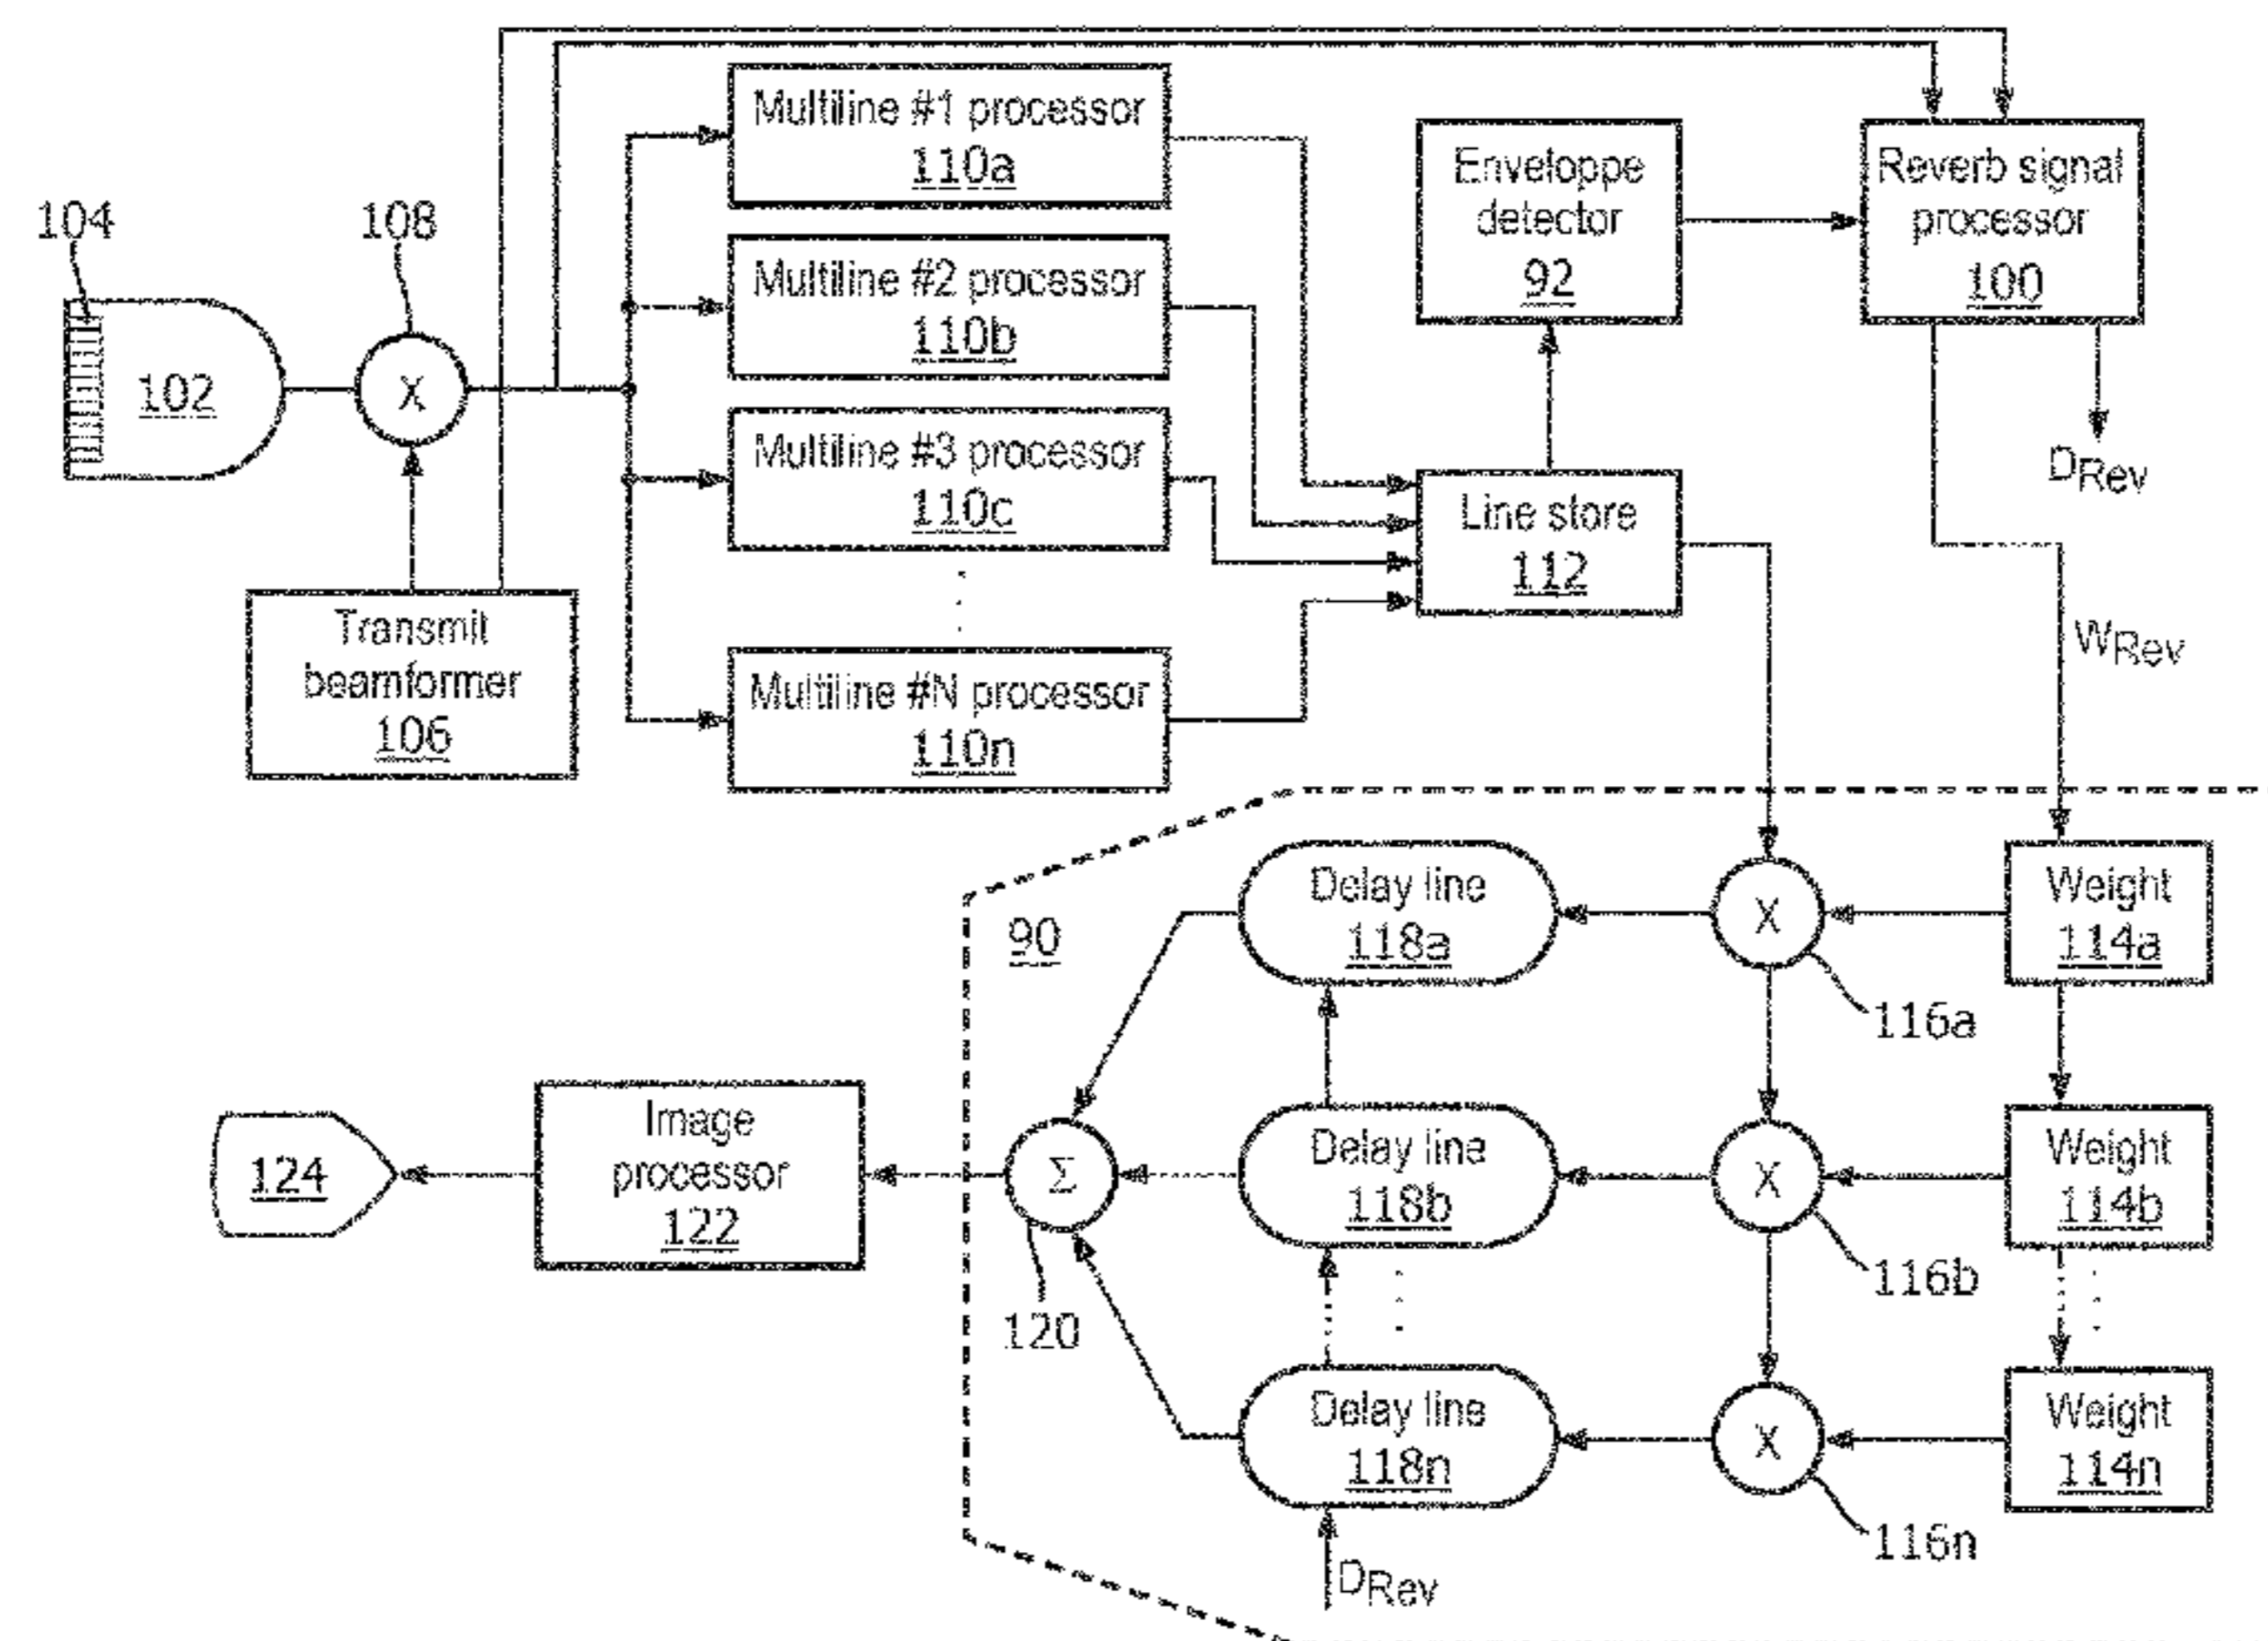 Multiline #1 processor
110a
Enveloppe
detector
92
Reverb signal
processor
100
104
108
Multiline #2 processor
110b
102
X
Multiline #3 processor
110c
DRev
Line store
112
Transmit
beamformer
106
WRev
Multiline #N processor
110n
90
Delay line
118a
X
Weight
114a
116a
124
Image
processor
122
Σ
Delay line
118b
X
Weight
114b
116b
120
Delay line
118n
X
Weight
114n
116n
DRev